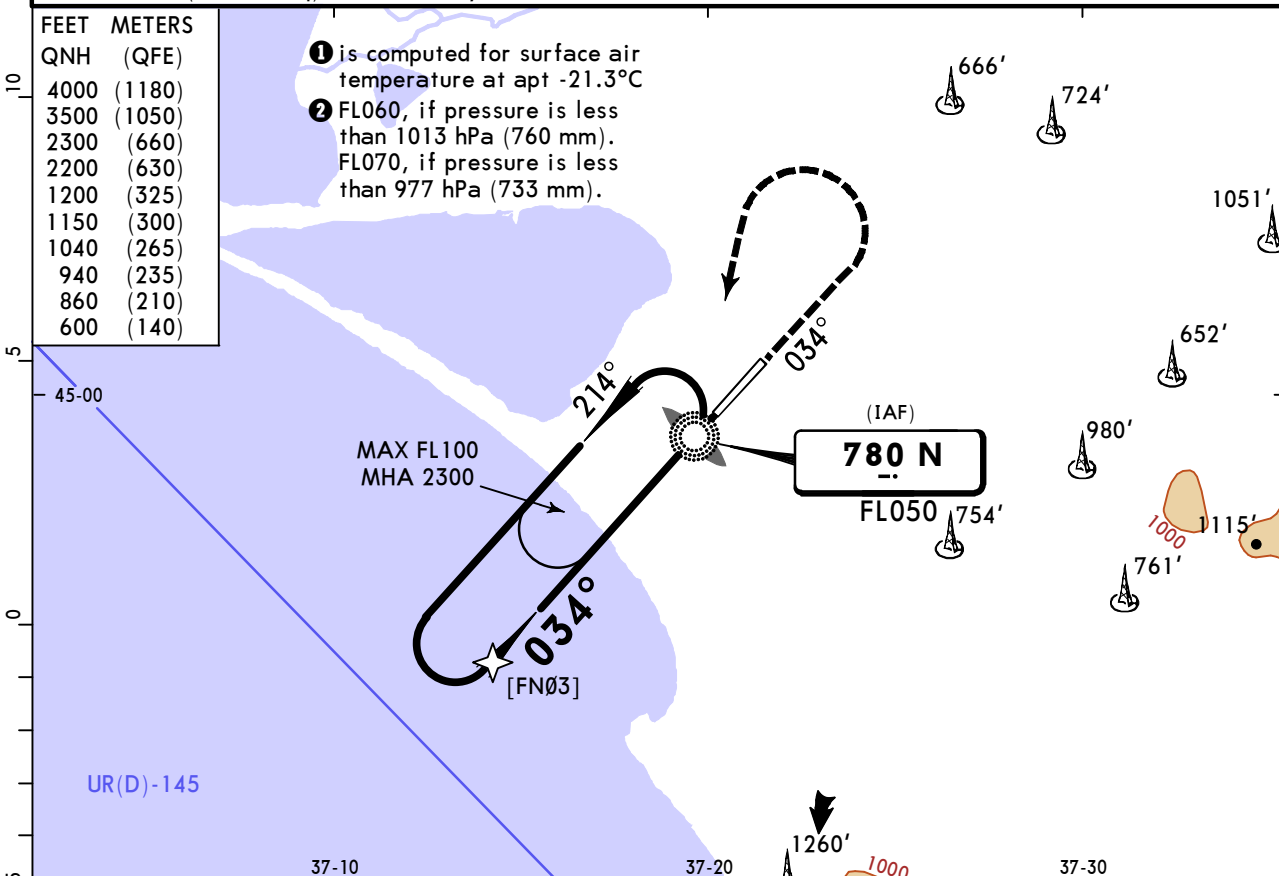 FEET METERS
QNH (QFE)
4000 (1180)
3500 (1050)
2300 (660)
2200 (630)
1200 (325)
1150 (300)
1040 (265)
940 (235)
860 (210)
600 (140)
1 is computed for surface air
temperature at apt -21.3°C
2 FL060, if pressure is less
than 1013 hPa (760 mm).
FL070, if pressure is less
than 977 hPa (733 mm).
666'
724'
1051'
652'
980'
754'
761'
1115'
1000
1260'
1000
10
5
0
45-00
034°
214°
MAX FL100
MHA 2300
(IAF)
780 N
FL050
034°
[FNØ3]
UR(D)-145
37-10
37-20
37-30